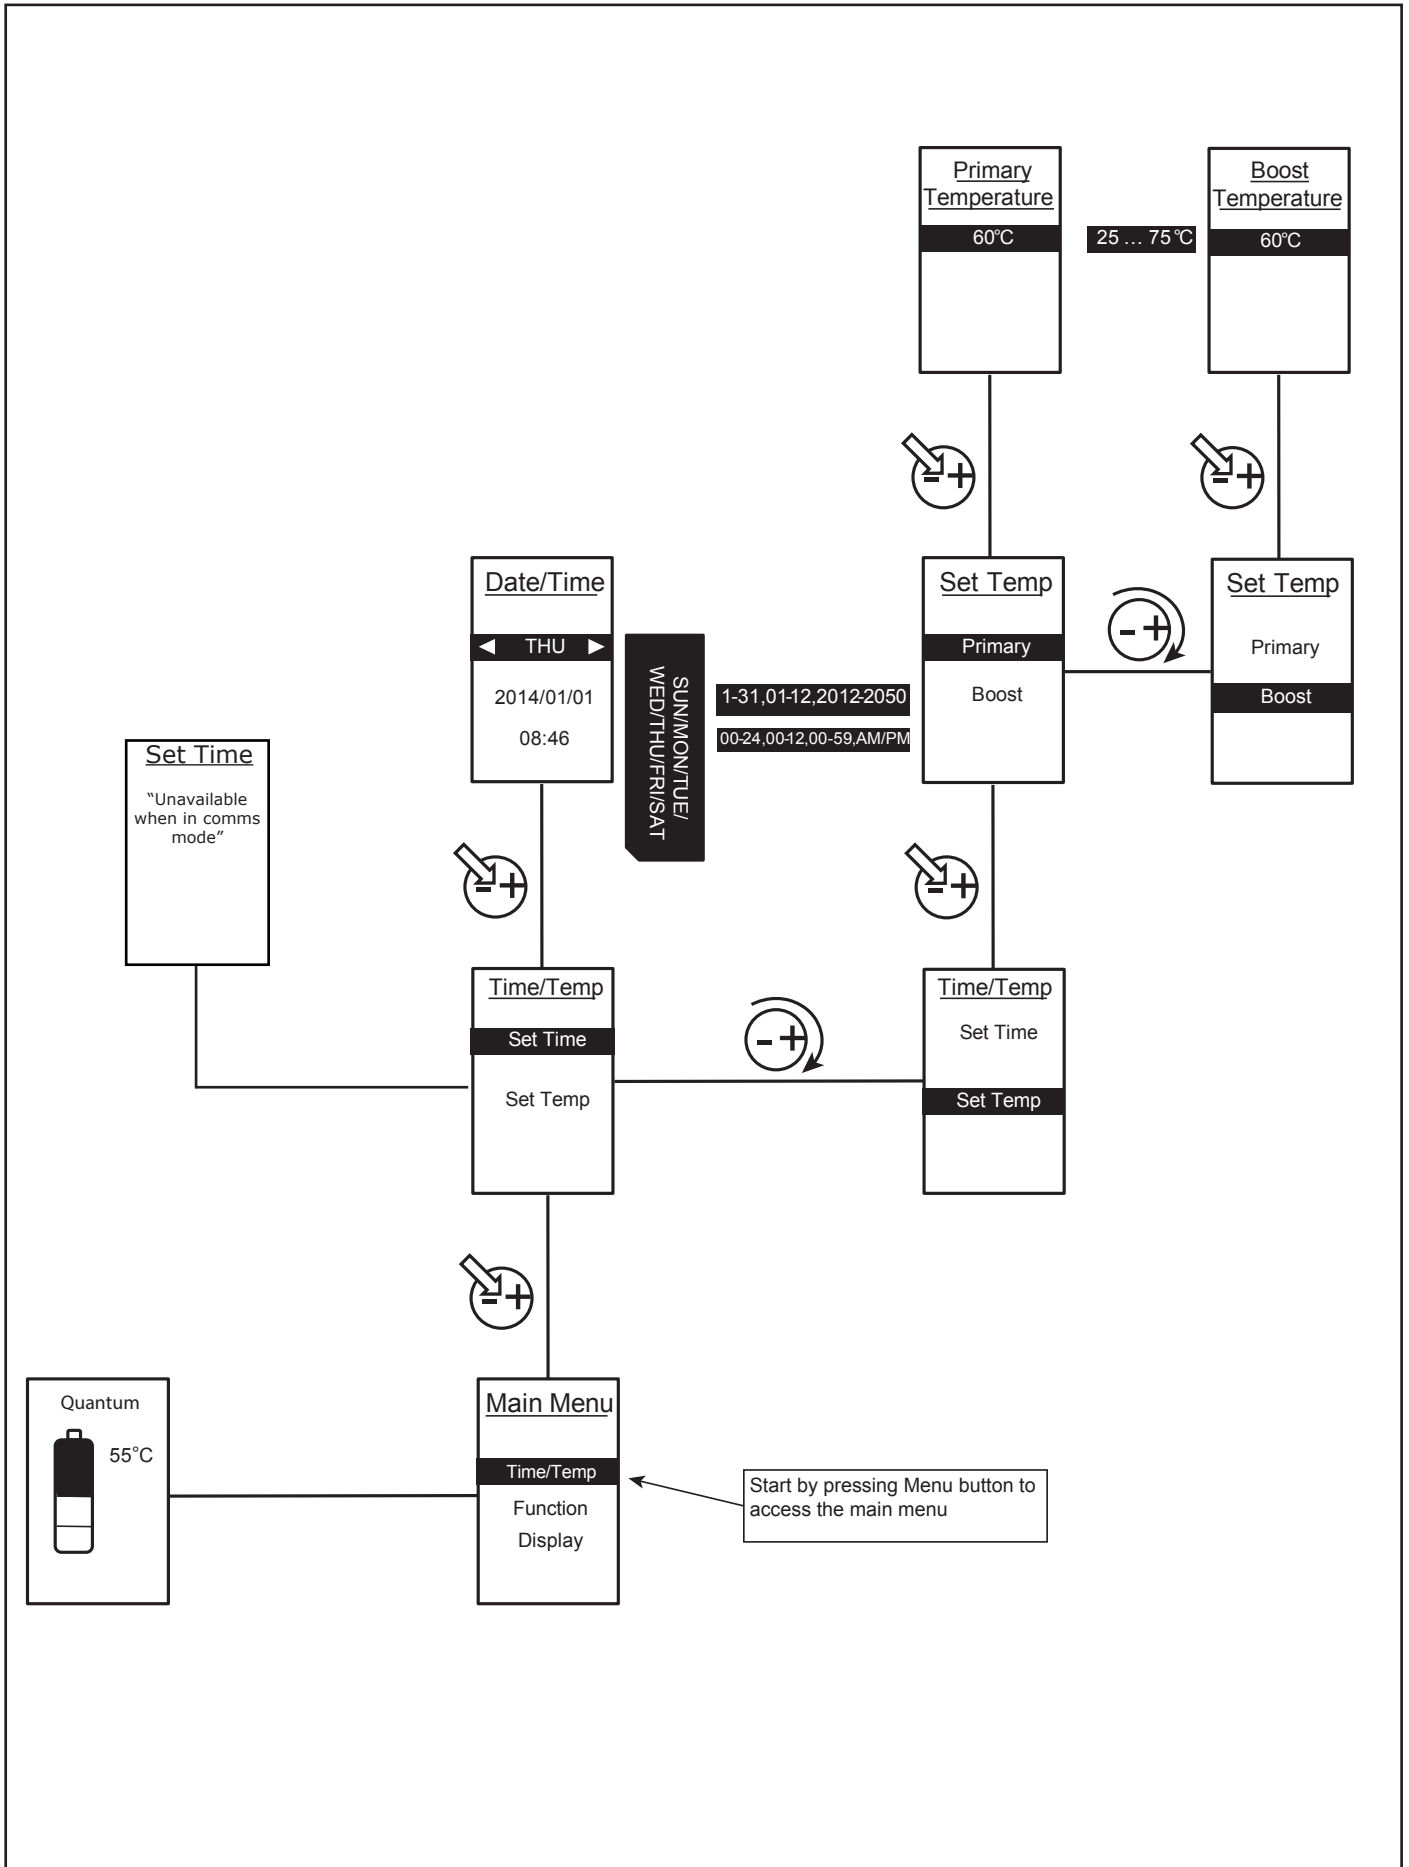 Primary
Temperature
60°C
25 ... 75°C
Boost
Temperature
60°C
- +
- +
Date/Time
◄ THU ►
2014/01/01
08:46
SUN/MON/TUE/
WED/THU/FRI/SAT
1-31,01-12,2012-2050
00-24,00-12,00-59,AM/PM
Set Temp
Primary
Boost
- +
Set Temp
Primary
Boost
Set Time
"Unavailable
when in comms
mode"
- +
- +
Time/Temp
Set Time
Set Temp
- +
Time/Temp
Set Time
Set Temp
- +
Quantum
55°C
Main Menu
Time/Temp
Function
Display
Start by pressing Menu button to
access the main menu